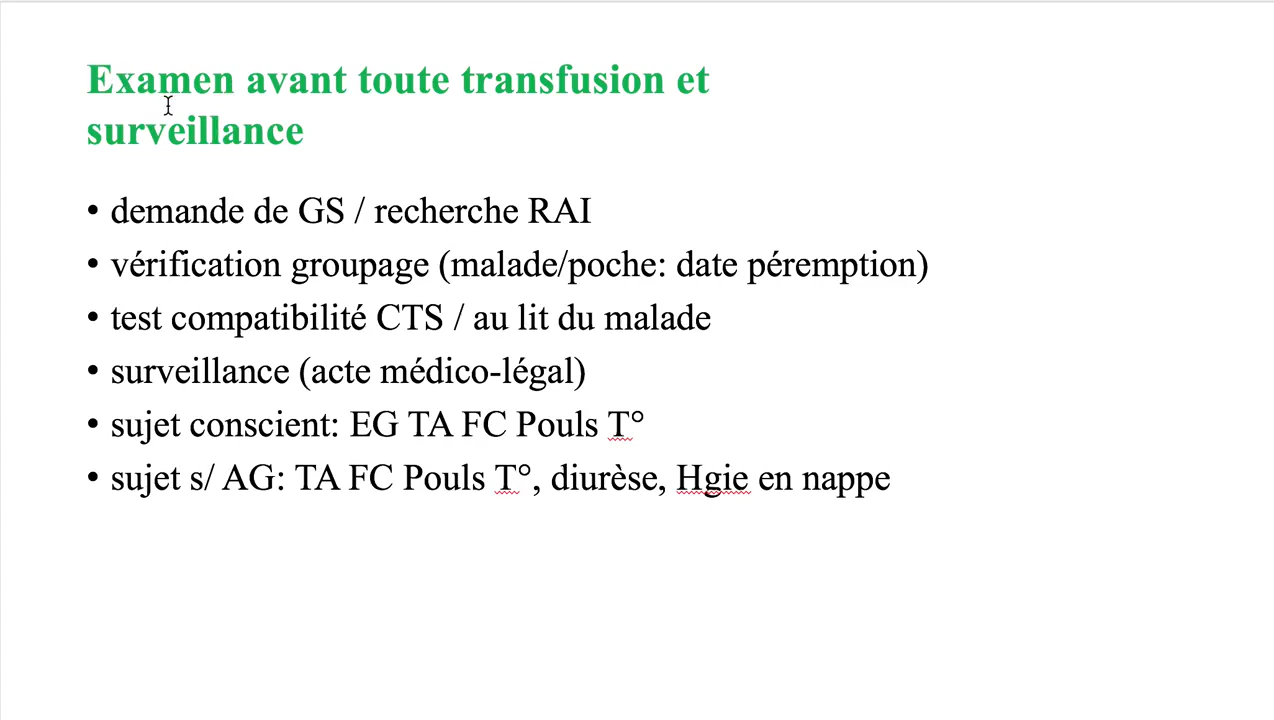 Examen avant toute transfusion et
surveillance
• demande de GS / recherche RAI
• vérification groupage (malade/poche: date péremption)
• test compatibilité CTS / au lit du malade
• surveillance (acte médico-légal)
• sujet conscient: EG TA FC Pouls T°
• sujet s/ AG: TA FC Pouls T°, diurèse, Hgie en nappe